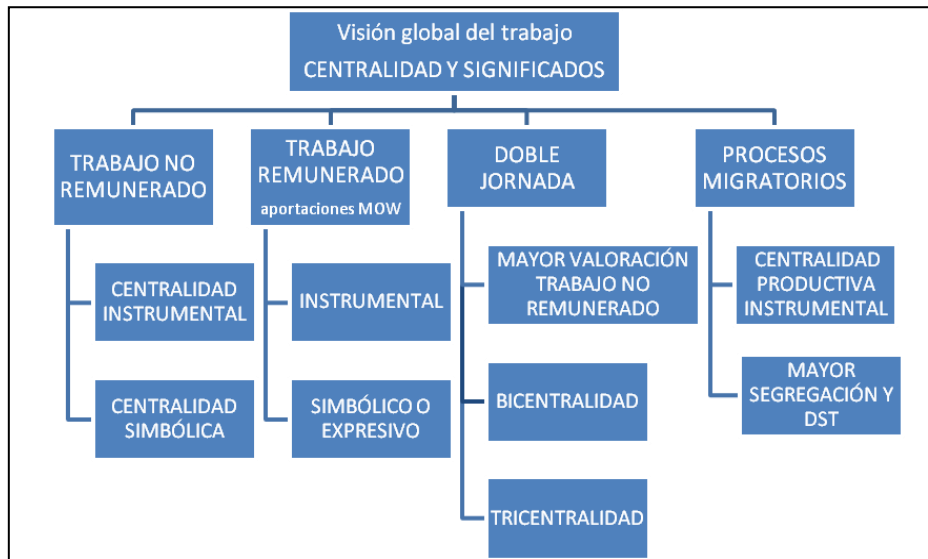 Visión global del trabajo
CENTRALIDAD Y SIGNIFICADOS
TRABAJO NO
REMUNERADO
TRABAJO
REMUNERADO
aportaciones MOW
DOBLE
JORNADA
PROCESOS
MIGRATORIOS
CENTRALIDAD
INSTRUMENTAL
CENTRALIDAD
SIMBÓLICA
INSTRUMENTAL
SIMBÓLICO O
EXPRESIVO
MAYOR VALORACIÓN
TRABAJO NO
REMUNERADO
BICENTRALIDAD
TRICENTRALIDAD
CENTRALIDAD
PRODUCTIVA
INSTRUMENTAL
MAYOR
SEGREGACIÓN Y
DST